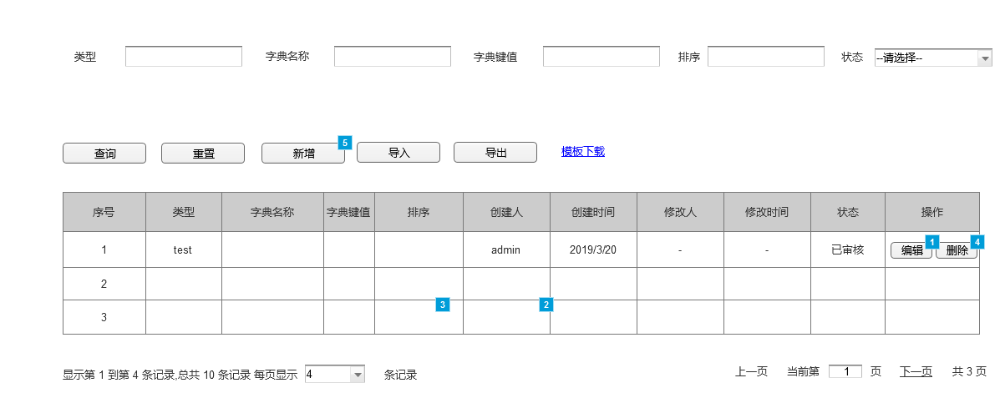 类型 字典名称 字典键值 排序 状态 --请选择--
查询 重置 新增 5 导入 导出 模板下载
序号 类型 字典名称 字典键值 排序 创建人 创建时间 修改人 修改时间 状态 操作
1 test admin 2019/3/20 - - 已审核 编辑 1 删除 4
2
3 3 2
显示第 1 到第 4 条记录,总共 10 条记录 每页显示 4 条记录 上一页 当前第 1 页 下一页 共 3 页